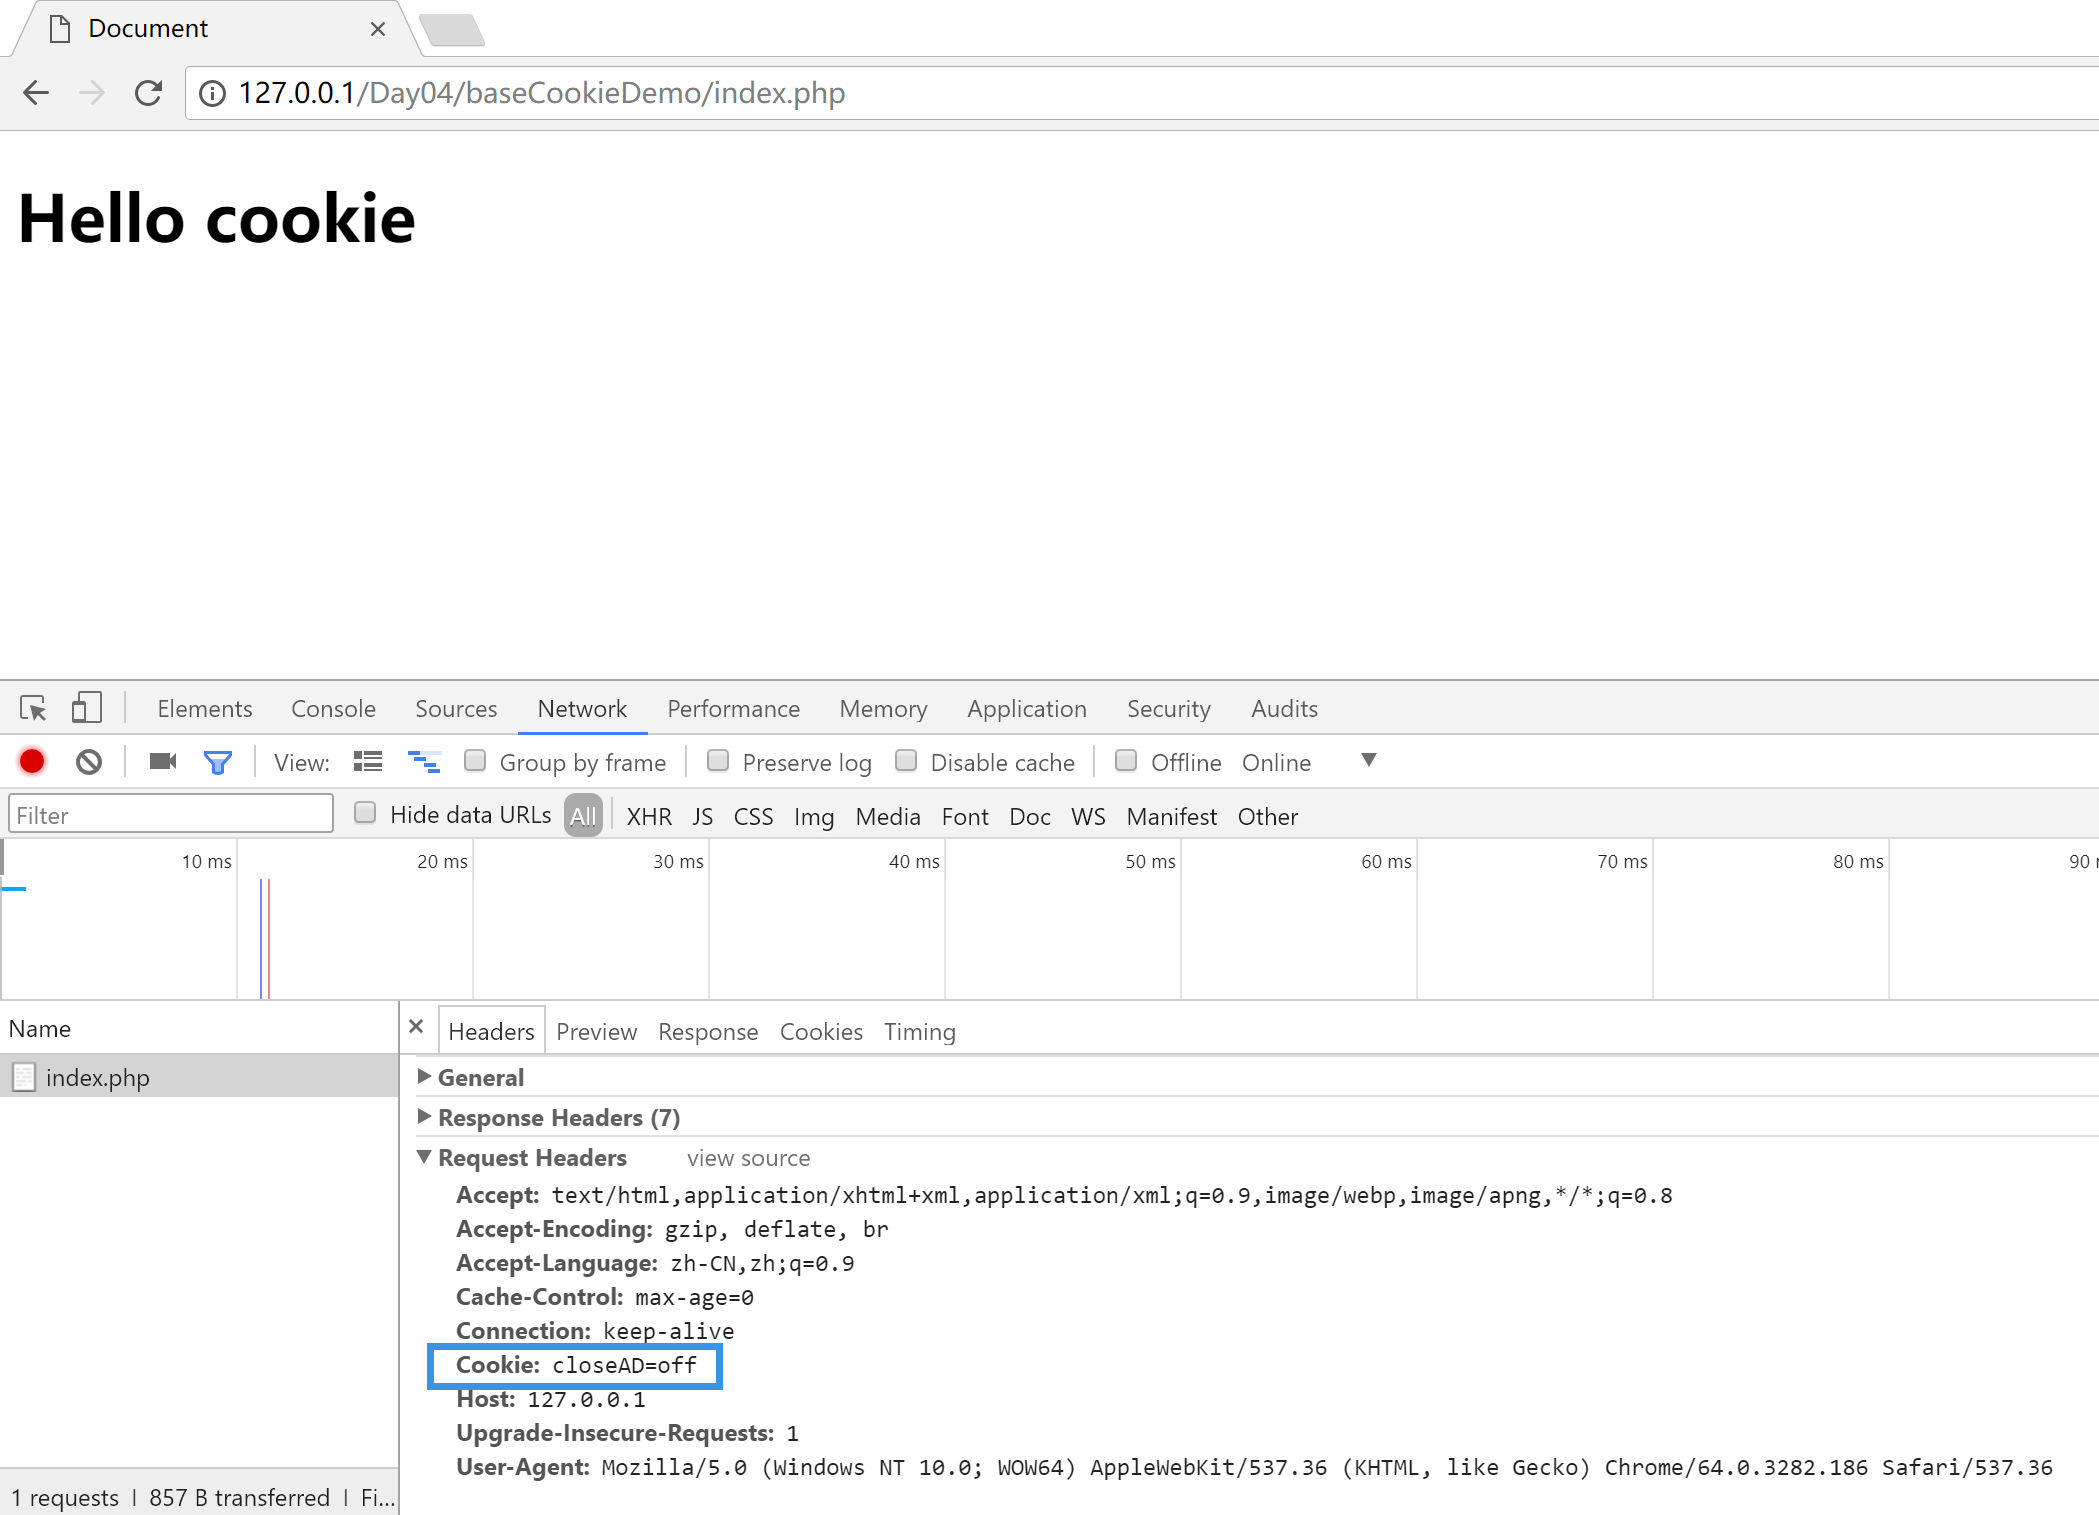 Document
127.0.0.1/Day04/baseCookieDemo/index.php
Hello cookie
Elements Console Sources Network Performance Memory Application Security Audits
View: Group by frame Preserve log Disable cache Offline Online
Filter Hide data URLs All XHR JS CSS Img Media Font Doc WS Manifest Other
10 ms 20 ms 30 ms 40 ms 50 ms 60 ms 70 ms 80 ms 90
Name
Headers Preview Response Cookies Timing
index.php
General
Response Headers (7)
Request Headers view source
Accept: text/html,application/xhtml+xml,application/xml;q=0.9,image/webp,image/apng,*/*;q=0.8
Accept-Encoding: gzip, deflate, br
Accept-Language: zh-CN,zh;q=0.9
Cache-Control: max-age=0
Connection: keep-alive
Cookie: closeAD=off
Host: 127.0.0.1
Upgrade-Insecure-Requests: 1
User-Agent: Mozilla/5.0 (Windows NT 10.0; WOW64) AppleWebKit/537.36 (KHTML, like Gecko) Chrome/64.0.3282.186 Safari/537.36
1 requests | 857 B transferred | Fi...